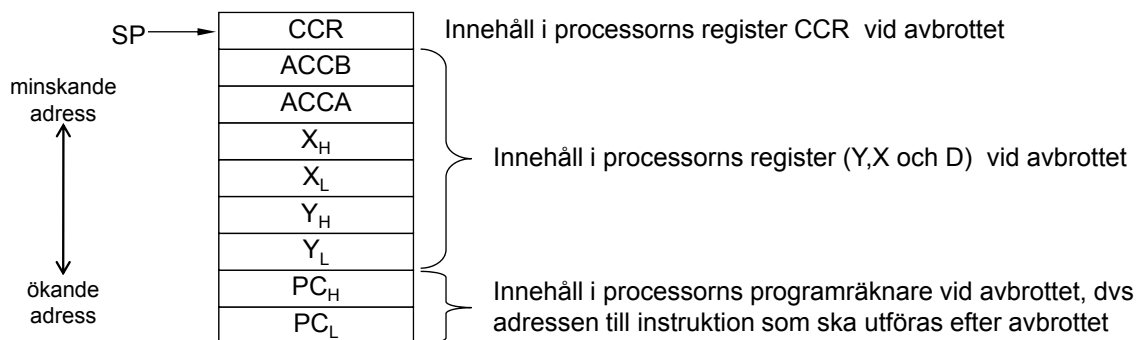 SP
CCR
Innehåll i processorns register CCR vid avbrottet
ACCB
minskande
adress
ACCA
X_H
X_L
Innehåll i processorns register (Y,X och D) vid avbrottet
Y_H
Y_L
ökande
adress
PC_H
PC_L
Innehåll i processorns programräknare vid avbrottet, dvs
adressen till instruktion som ska utföras efter avbrottet